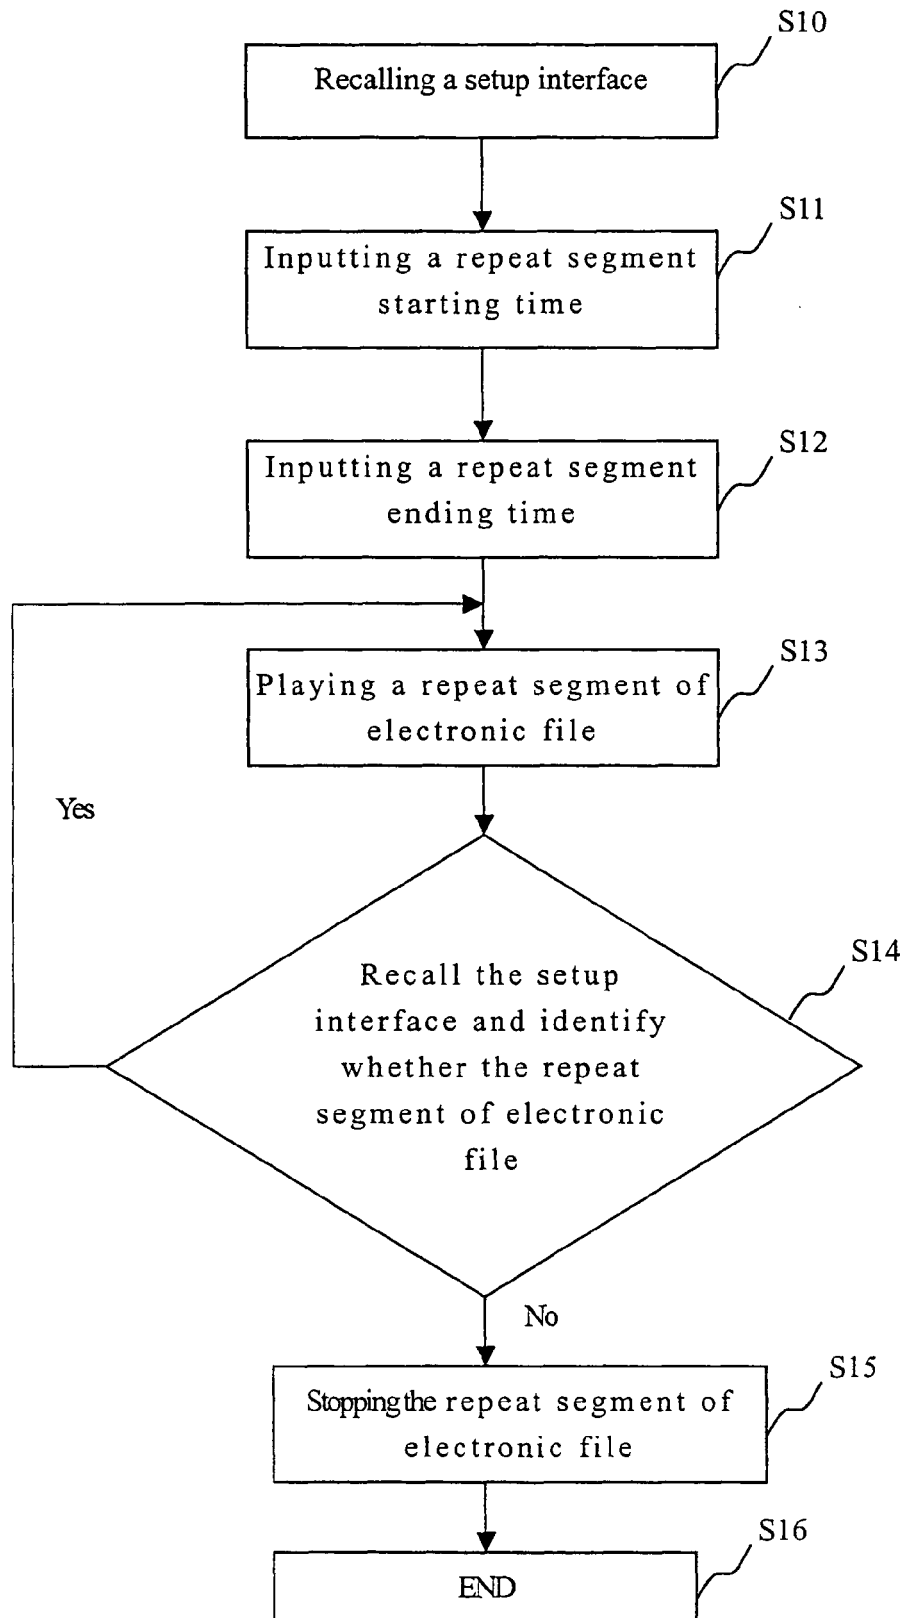 S10
Recalling a setup interface
S11
Inputting a repeat segment
starting time
S12
Inputting a repeat segment
ending time
S13
Playing a repeat segment of
electronic file
Yes
S14
Recall the setup
interface and identify
whether the repeat
segment of electronic
file
No
S15
Stopping the repeat segment of
electronic file
S16
END